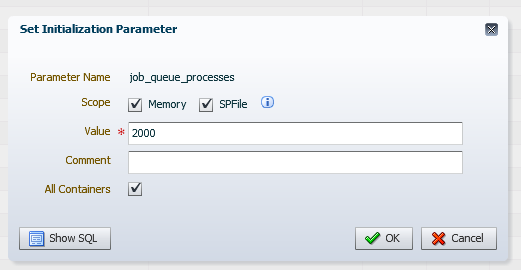 Set Initialization Parameter
Parameter Name job_queue_processes
Scope Memory SPFile
Value * 2000
Comment
All Containers
Show SQL OK Cancel